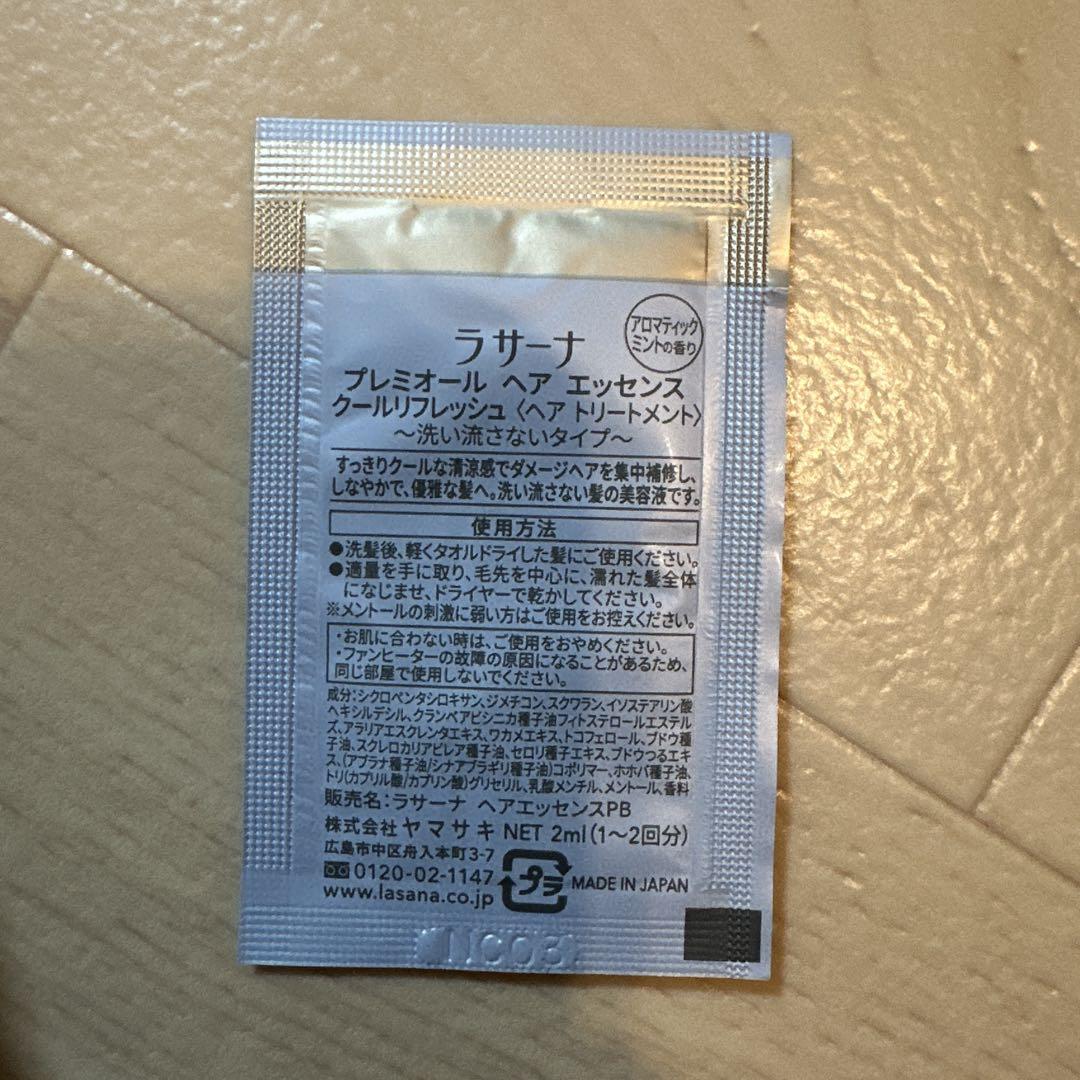 アロマティック
ミントの香り
ラサーナ
プレミオール ヘア エッセンス
クールリフレッシュ〈ヘア トリートメント〉
〜洗い流さないタイプ〜
すっきりクールな清涼感でダメージヘアを集中補修し、
しなやかで、優雅な髪へ。洗い流さない髪の美容液です。
使用方法
●洗髪後、軽くタオルドライした髪にご使用ください。
●適量を手に取り、毛先を中心に、濡れた髪全体
になじませ、ドライヤーで乾かしてください。
※メントールの刺激に弱い方はご使用をお控えください。
・お肌に合わない時は、ご使用をおやめください。
・ファンヒーターの故障の原因になることがあるため、
同じ部屋で使用しないでください。
成分:シクロペンタシロキサン、ジメチコン、スクワラン、イソステアリン酸
ヘキシルデシル、クランベアビシニカ種子油フィトステロールエステル
ズ、アラリアエスクレンタエキス、ワカメエキス、トコフェロール、ブドウ種
子油、スクレロカリアビレア種子油、セロリ種子エキス、ブドウつるエキ
ス、(アブラナ種子油/シナアブラギリ種子油)コポリマー、ホホバ種子油、
トリ(カプリル酸/カプリン酸)グリセリル、乳酸メンチル、メントール、香料
販売名:ラサーナ ヘアエッセンスPB
株式会社 ヤマサキ NET 2ml(1〜2回分)
広島市中区舟入本町3-7
0120-02-1147
www.lasana.co.jp
プラ
MADE IN JAPAN